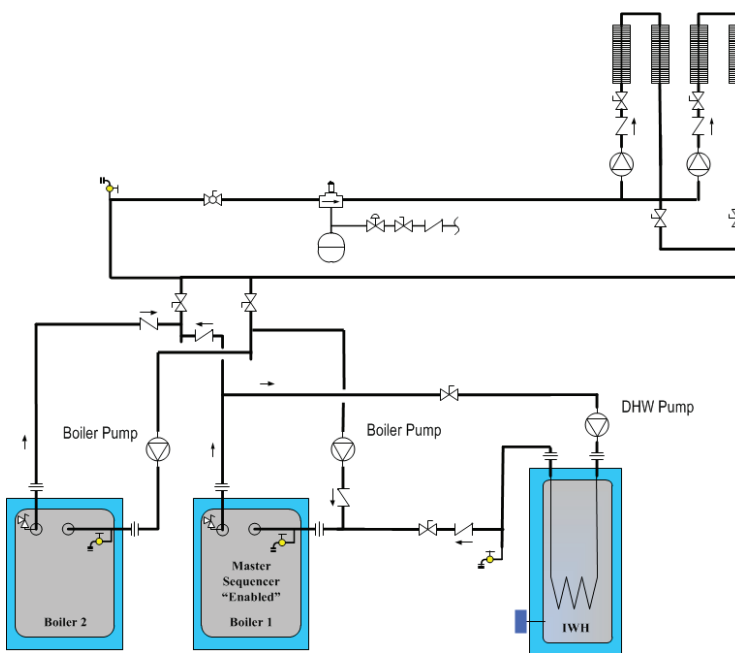 DHW Pump
Boiler Pump
Boiler Pump
Master
Sequencer
“Enabled”
Boiler 2
Boiler 1
IWH